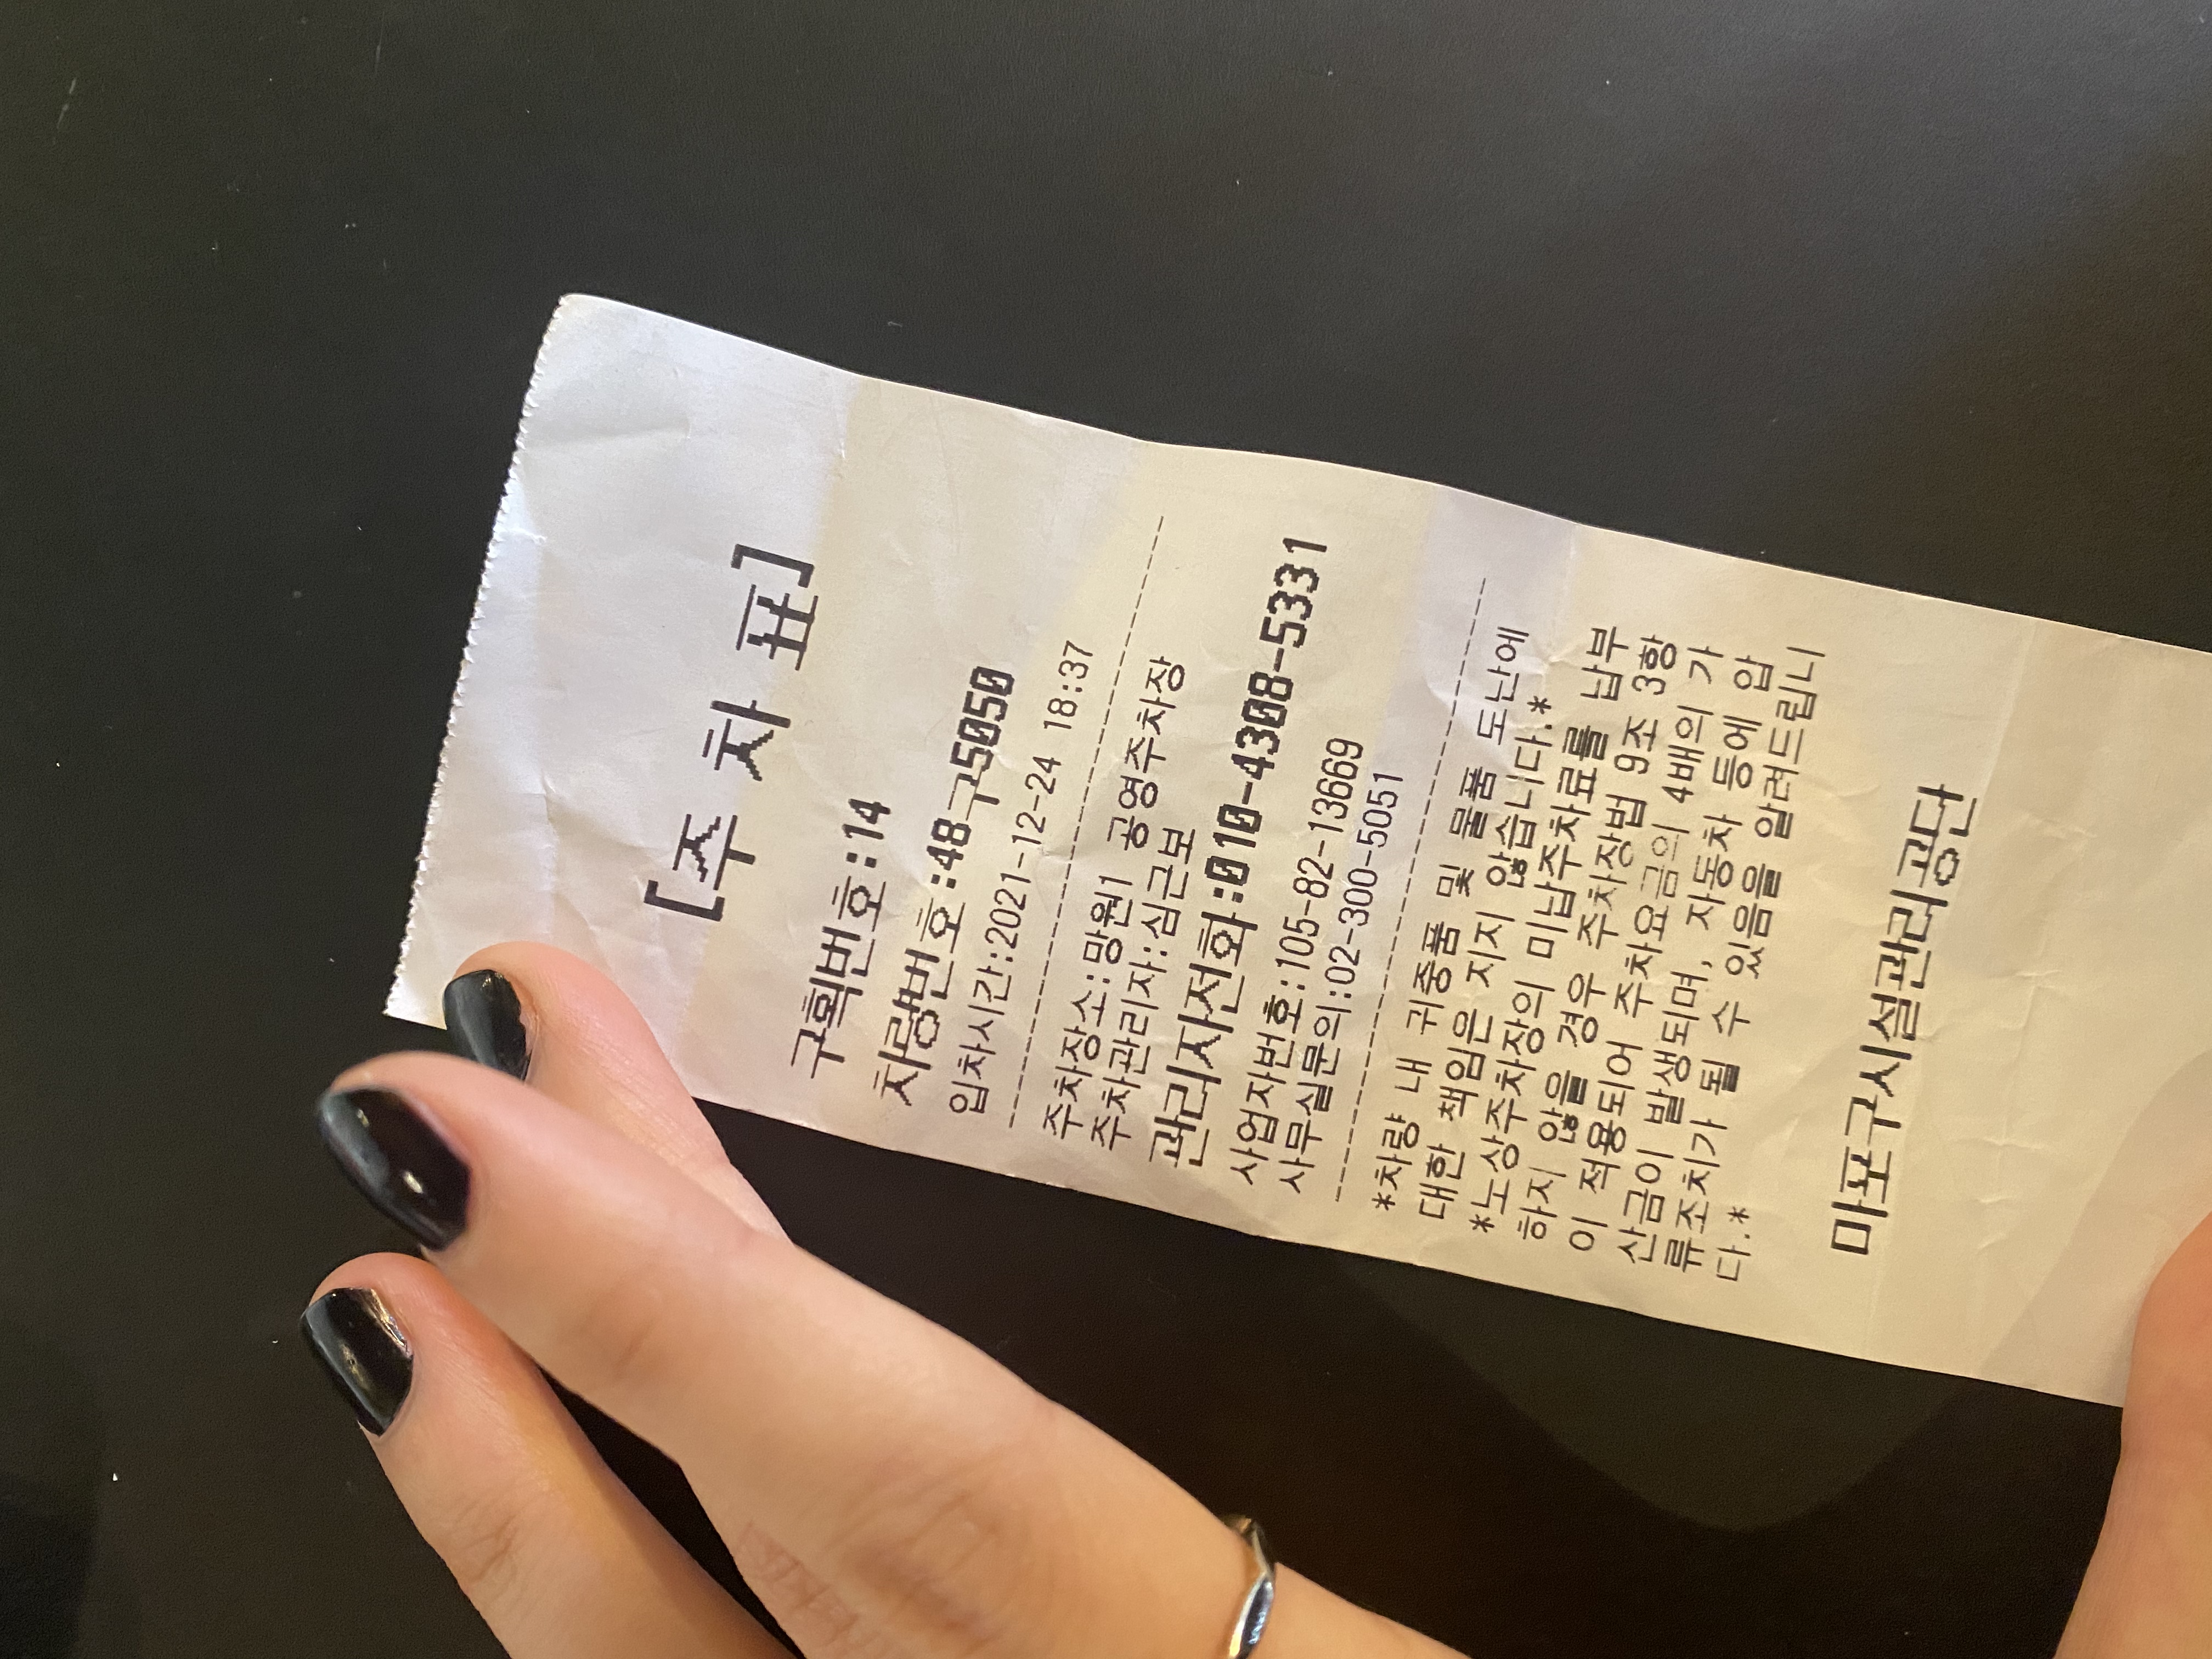 [주 차 표]
구획번호:14
차량번호:48구5050
입차시간:2021-12-24 18:37
주차장소:망원1 공영주차장
주차관리자:심근보
관리자전화:010-4308-5331
사업자번호:105-82-13669
사무실문의:02-300-5051
*차량 내 귀중품 및 물품 도난에
대한 책임은 지지 않습니다.*
*노상주차장의 미납주차료를 납부
하지 않을 경우 주차장법 9조 3항
이 적용되어 주차요금의 4배의 가
산금이 발생되며, 자동차 등에 압
류조치가 될 수 있음을 알려드립니
다.*
마포구시설관리공단